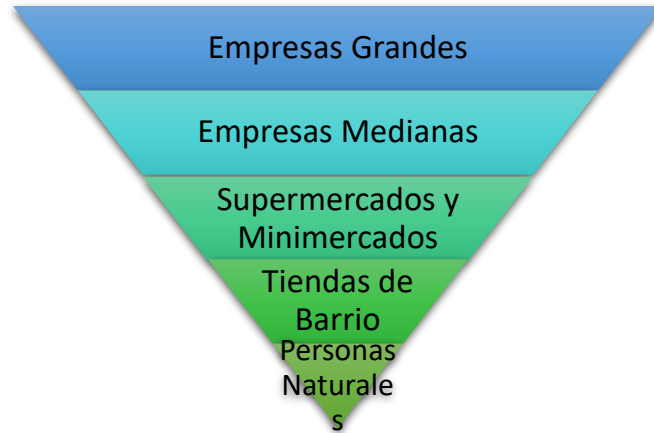 Empresas Grandes
Empresas Medianas
Supermercados y
Minimercados
Tiendas de
Barrio
Personas
Naturale
s